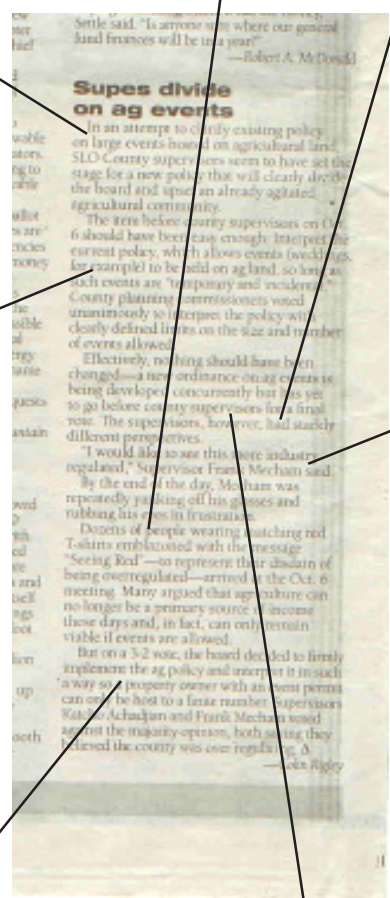 Settle said. "Is anyone sure where our general
fund finances will be in a year?"
—Robert A. McDonald
Supes divide
on ag events
In an attempt to clarify existing policy
on large events hosted on agricultural land,
SLO County supervisors seem to have set the
stage for a new policy that will clearly divide
the board and upset an already agitated
agricultural community.
The item before county supervisors on Oct.
6 should have been easy enough: Interpret the
current policy, which allows events (weddings,
for example) to be held on ag land, so long as
such events are "temporary and incidental."
County planning commissioners voted
unanimously to interpret the policy with
clearly defined limits on the size and number
of events allowed.
Effectively, nothing should have been
changed—a new ordinance on ag events is
being developed concurrently but has yet
to go before county supervisors for a final
vote. The supervisors, however, had starkly
different perspectives.
"I would like to see this more industry
regulated," Supervisor Frank Mecham said.
By the end of the day, Mecham was
repeatedly yanking off his glasses and
rubbing his eyes in frustration.
Dozens of people wearing matching red
T-shirts emblazoned with the message
"Seeing Red"—to represent their disdain of
being overregulated—arrived at the Oct. 6
meeting. Many argued that agriculture can
no longer be a primary source of income
these days and, in fact, can only remain
viable if events are allowed.
But on a 3-2 vote, the board decided to firmly
implement the ag policy and interpret it in such
a way so a property owner with an event permit
can only be host to a finite number. Supervisors
Katcho Achadjian and Frank Mecham voted
against the majority opinion, both saying they
believed the county was over regulating. ∆
—Colin Rigley